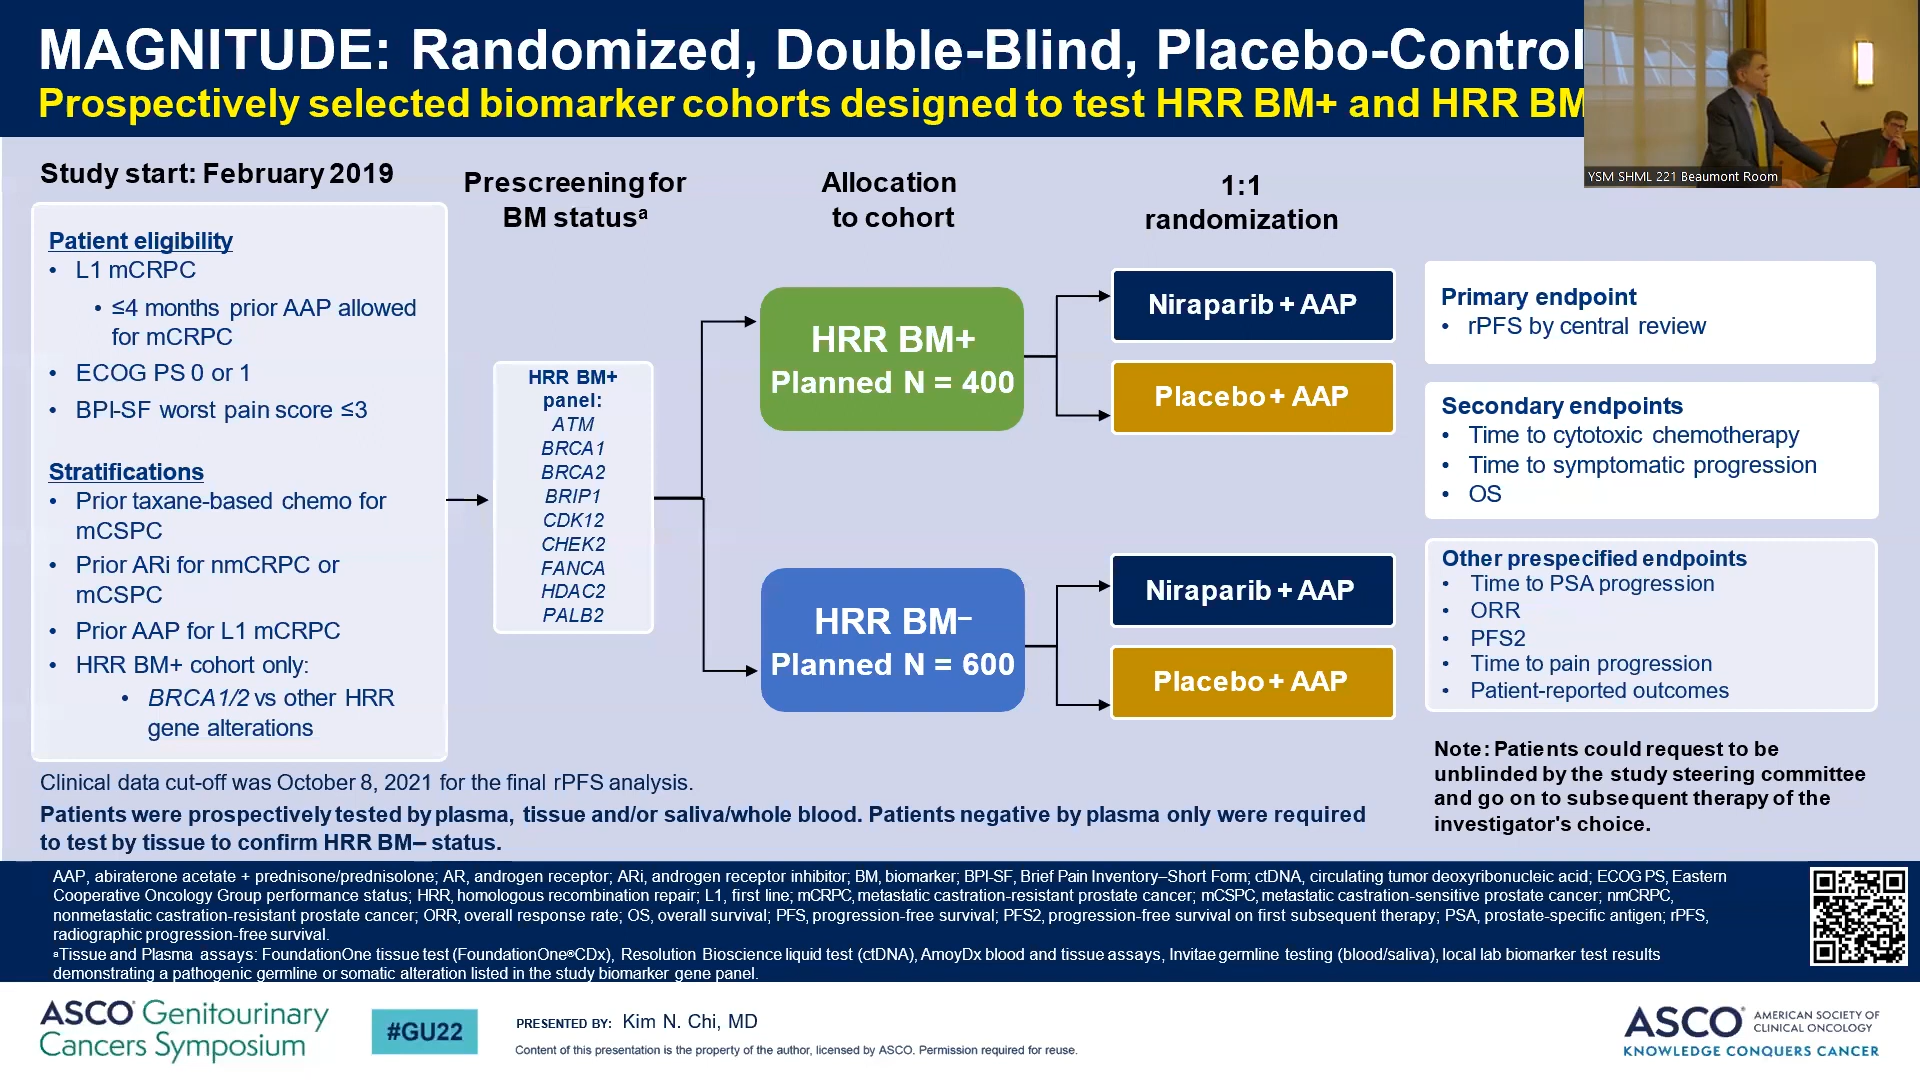 MAGNITUDE: Randomized, Double-Blind, Placebo-Control
Prospectively selected biomarker cohorts designed to test HRR BM+ and HRR BM
YSM SHML 221 Beaumont Room
Study start: February 2019
Patient eligibility
• L1 mCRPC
• ≤4 months prior AAP allowed
for mCRPC
• ECOG PS 0 or 1
• BPI-SF worst pain score ≤3
Stratifications
• Prior taxane-based chemo for
mCSPC
• Prior ARi for nmCRPC or
mCSPC
• Prior AAP for L1 mCRPC
• HRR BM+ cohort only:
• BRCA1/2 vs other HRR
gene alterations
Prescreening for
BM statusᵃ
HRR BM+
panel:
ATM
BRCA1
BRCA2
BRIP1
CDK12
CHEK2
FANCA
HDAC2
PALB2
Allocation
to cohort
HRR BM+
Planned N = 400
HRR BM–
Planned N = 600
1:1
randomization
Niraparib + AAP
Placebo + AAP
Niraparib + AAP
Placebo + AAP
Primary endpoint
• rPFS by central review
Secondary endpoints
• Time to cytotoxic chemotherapy
• Time to symptomatic progression
• OS
Other prespecified endpoints
• Time to PSA progression
• ORR
• PFS2
• Time to pain progression
• Patient-reported outcomes
Note: Patients could request to be
unblinded by the study steering committee
and go on to subsequent therapy of the
investigator's choice.
Clinical data cut-off was October 8, 2021 for the final rPFS analysis.
Patients were prospectively tested by plasma, tissue and/or saliva/whole blood. Patients negative by plasma only were required
to test by tissue to confirm HRR BM– status.
AAP, abiraterone acetate + prednisone/prednisolone; AR, androgen receptor; ARi, androgen receptor inhibitor; BM, biomarker; BPI-SF, Brief Pain Inventory–Short Form; ctDNA, circulating tumor deoxyribonucleic acid; ECOG PS, Eastern
Cooperative Oncology Group performance status; HRR, homologous recombination repair; L1, first line; mCRPC, metastatic castration-resistant prostate cancer; mCSPC, metastatic castration-sensitive prostate cancer; nmCRPC,
nonmetastatic castration-resistant prostate cancer; ORR, overall response rate; OS, overall survival; PFS, progression-free survival; PFS2, progression-free survival on first subsequent therapy; PSA, prostate-specific antigen; rPFS,
radiographic progression-free survival.
ᵃTissue and Plasma assays: FoundationOne tissue test (FoundationOne®CDx), Resolution Bioscience liquid test (ctDNA), AmoyDx blood and tissue assays, Invitae germline testing (blood/saliva), local lab biomarker test results
demonstrating a pathogenic germline or somatic alteration listed in the study biomarker gene panel.
ASCO® Genitourinary
Cancers Symposium
#GU22
PRESENTED BY: Kim N. Chi, MD
Content of this presentation is the property of the author, licensed by ASCO. Permission required for reuse.
ASCO® AMERICAN SOCIETY OF
CLINICAL ONCOLOGY
KNOWLEDGE CONQUERS CANCER